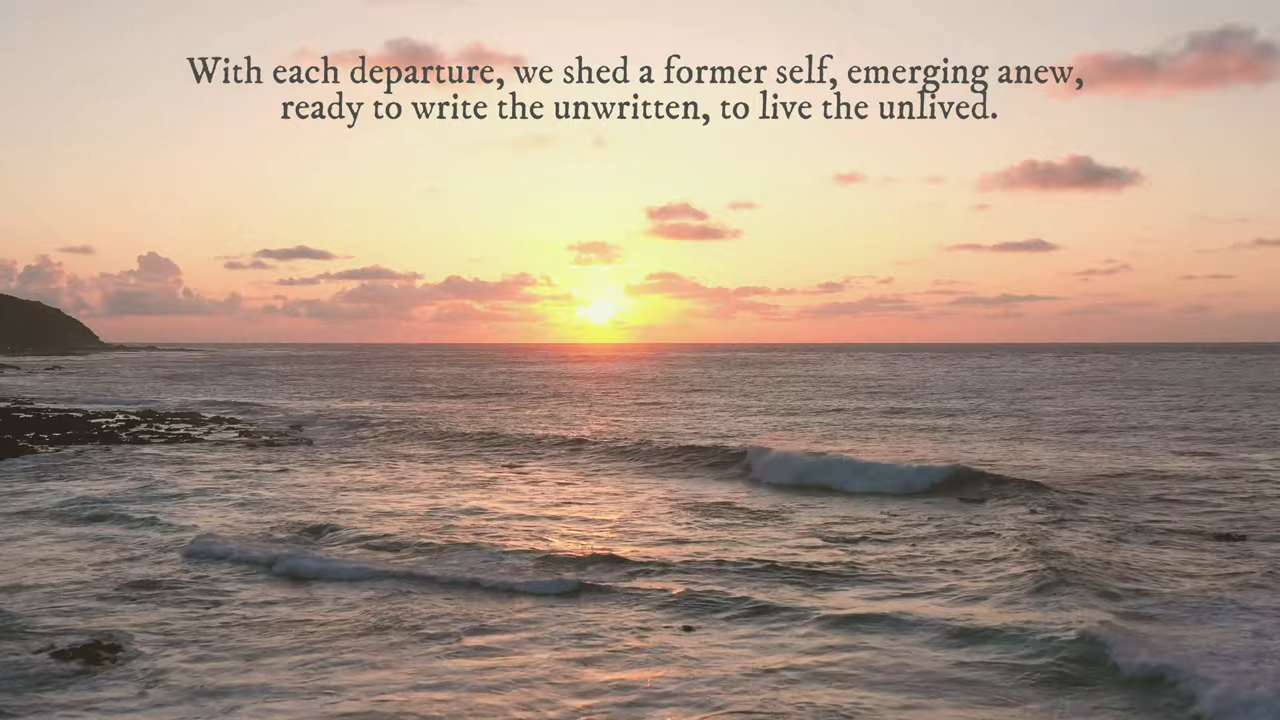 With each departure, we shed a former self, emerging anew,
ready to write the unwritten, to live the unlived.